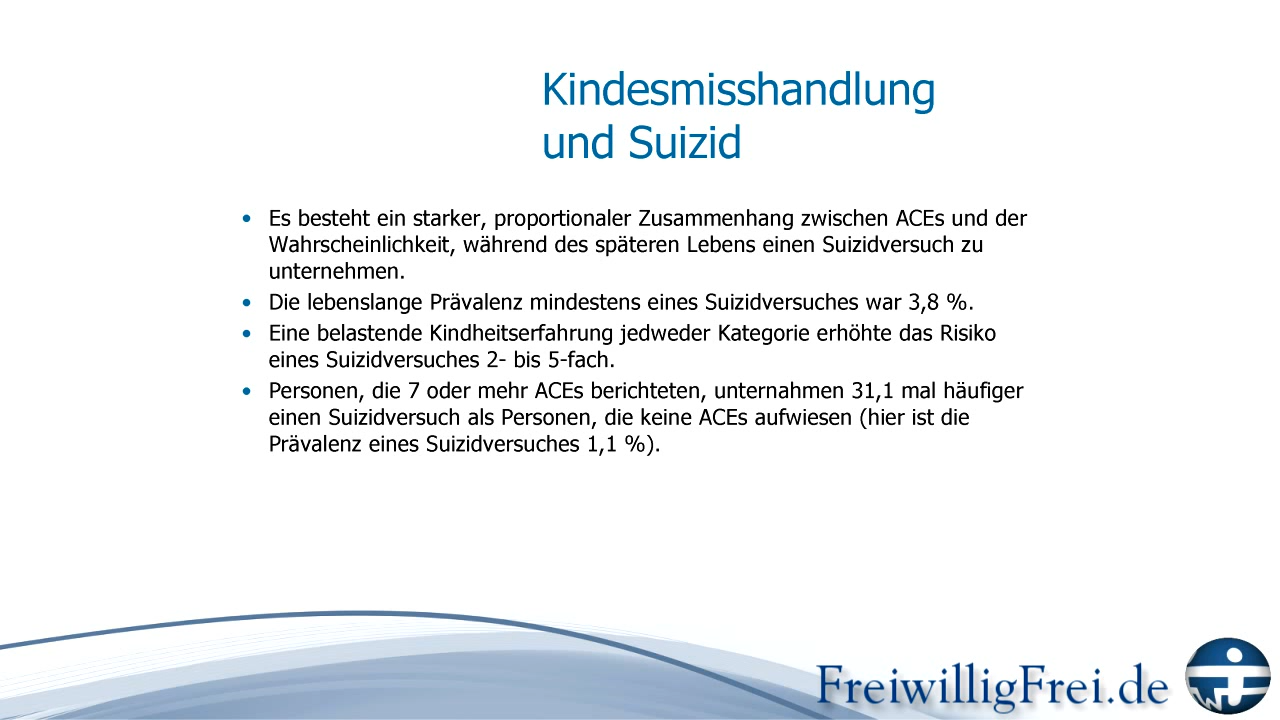 Kindesmisshandlung
und Suizid
• Es besteht ein starker, proportionaler Zusammenhang zwischen ACEs und der
Wahrscheinlichkeit, während des späteren Lebens einen Suizidversuch zu
unternehmen.
• Die lebenslange Prävalenz mindestens eines Suizidversuches war 3,8 %.
• Eine belastende Kindheitserfahrung jedweder Kategorie erhöhte das Risiko
eines Suizidversuches 2- bis 5-fach.
• Personen, die 7 oder mehr ACEs berichteten, unternahmen 31,1 mal häufiger
einen Suizidversuch als Personen, die keine ACEs aufwiesen (hier ist die
Prävalenz eines Suizidversuches 1,1 %).
FreiwilligFrei.de